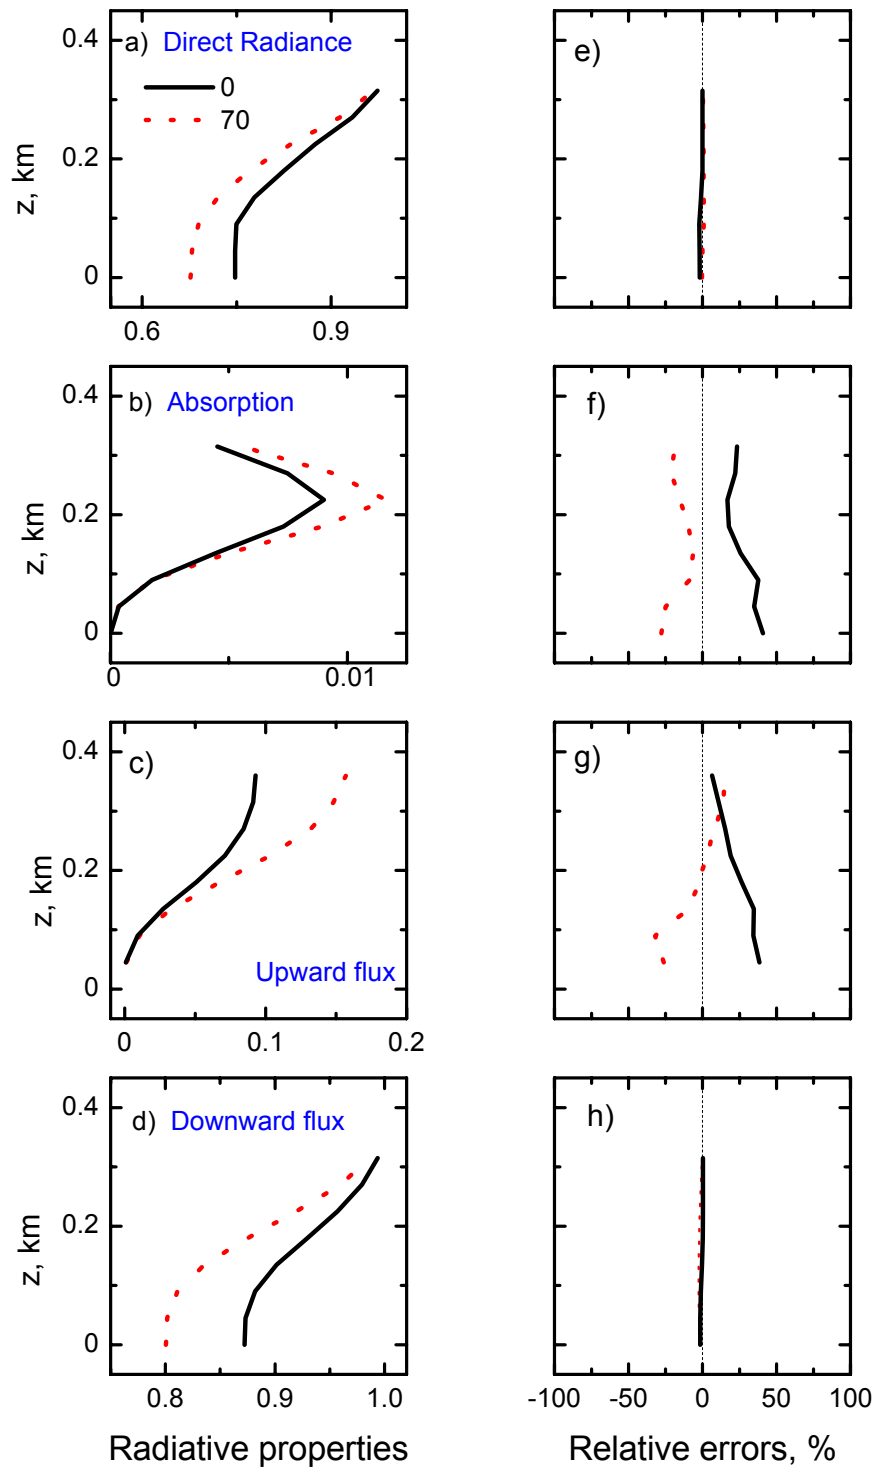 a) Direct Radiance
0
70
0.4
0.2
0
z, km
0.6 0.9
e)
b) Absorption
0.4
0.2
0
z, km
0 0.01
f)
c)
0.4
0.2
0
z, km
Upward flux
0 0.1 0.2
g)
d) Downward flux
0.4
0.2
0
z, km
0.8 0.9 1.0
Radiative properties
h)
-100 -50 0 50 100
Relative errors, %